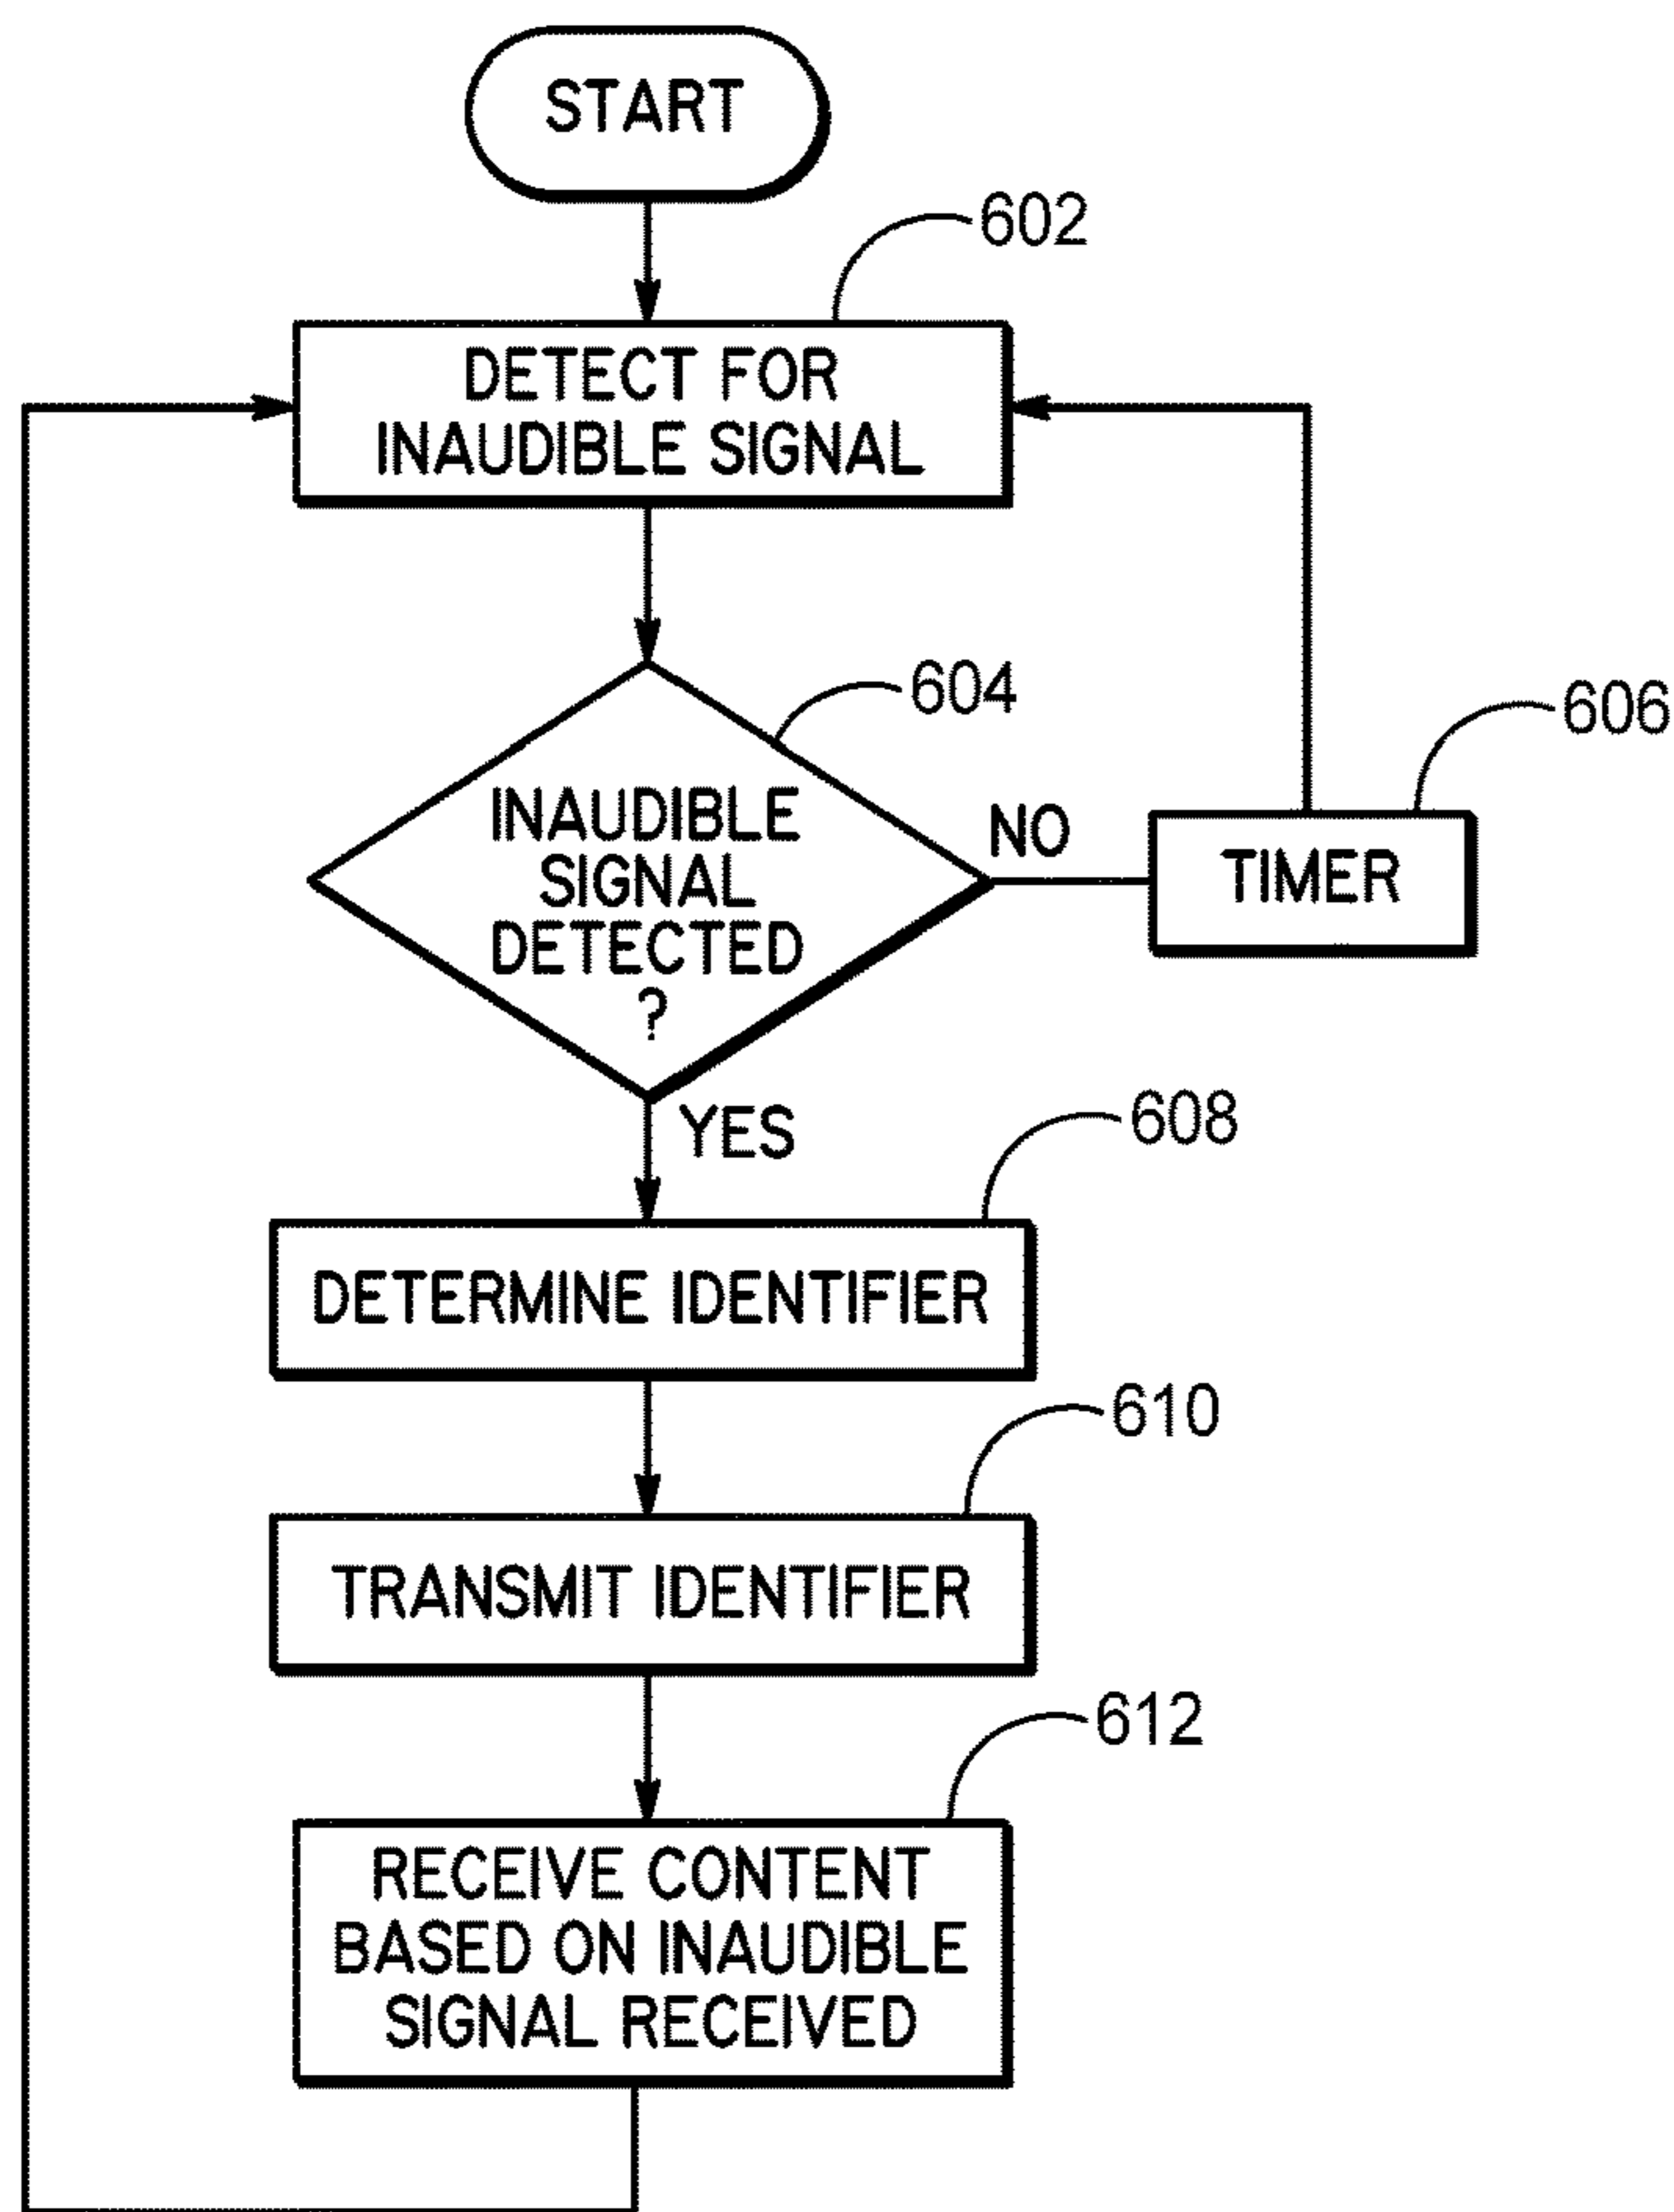 START
602
DETECT FOR
INAUDIBLE SIGNAL
604
INAUDIBLE
SIGNAL
DETECTED
?
NO
606
TIMER
YES
608
DETERMINE IDENTIFIER
610
TRANSMIT IDENTIFIER
612
RECEIVE CONTENT
BASED ON INAUDIBLE
SIGNAL RECEIVED